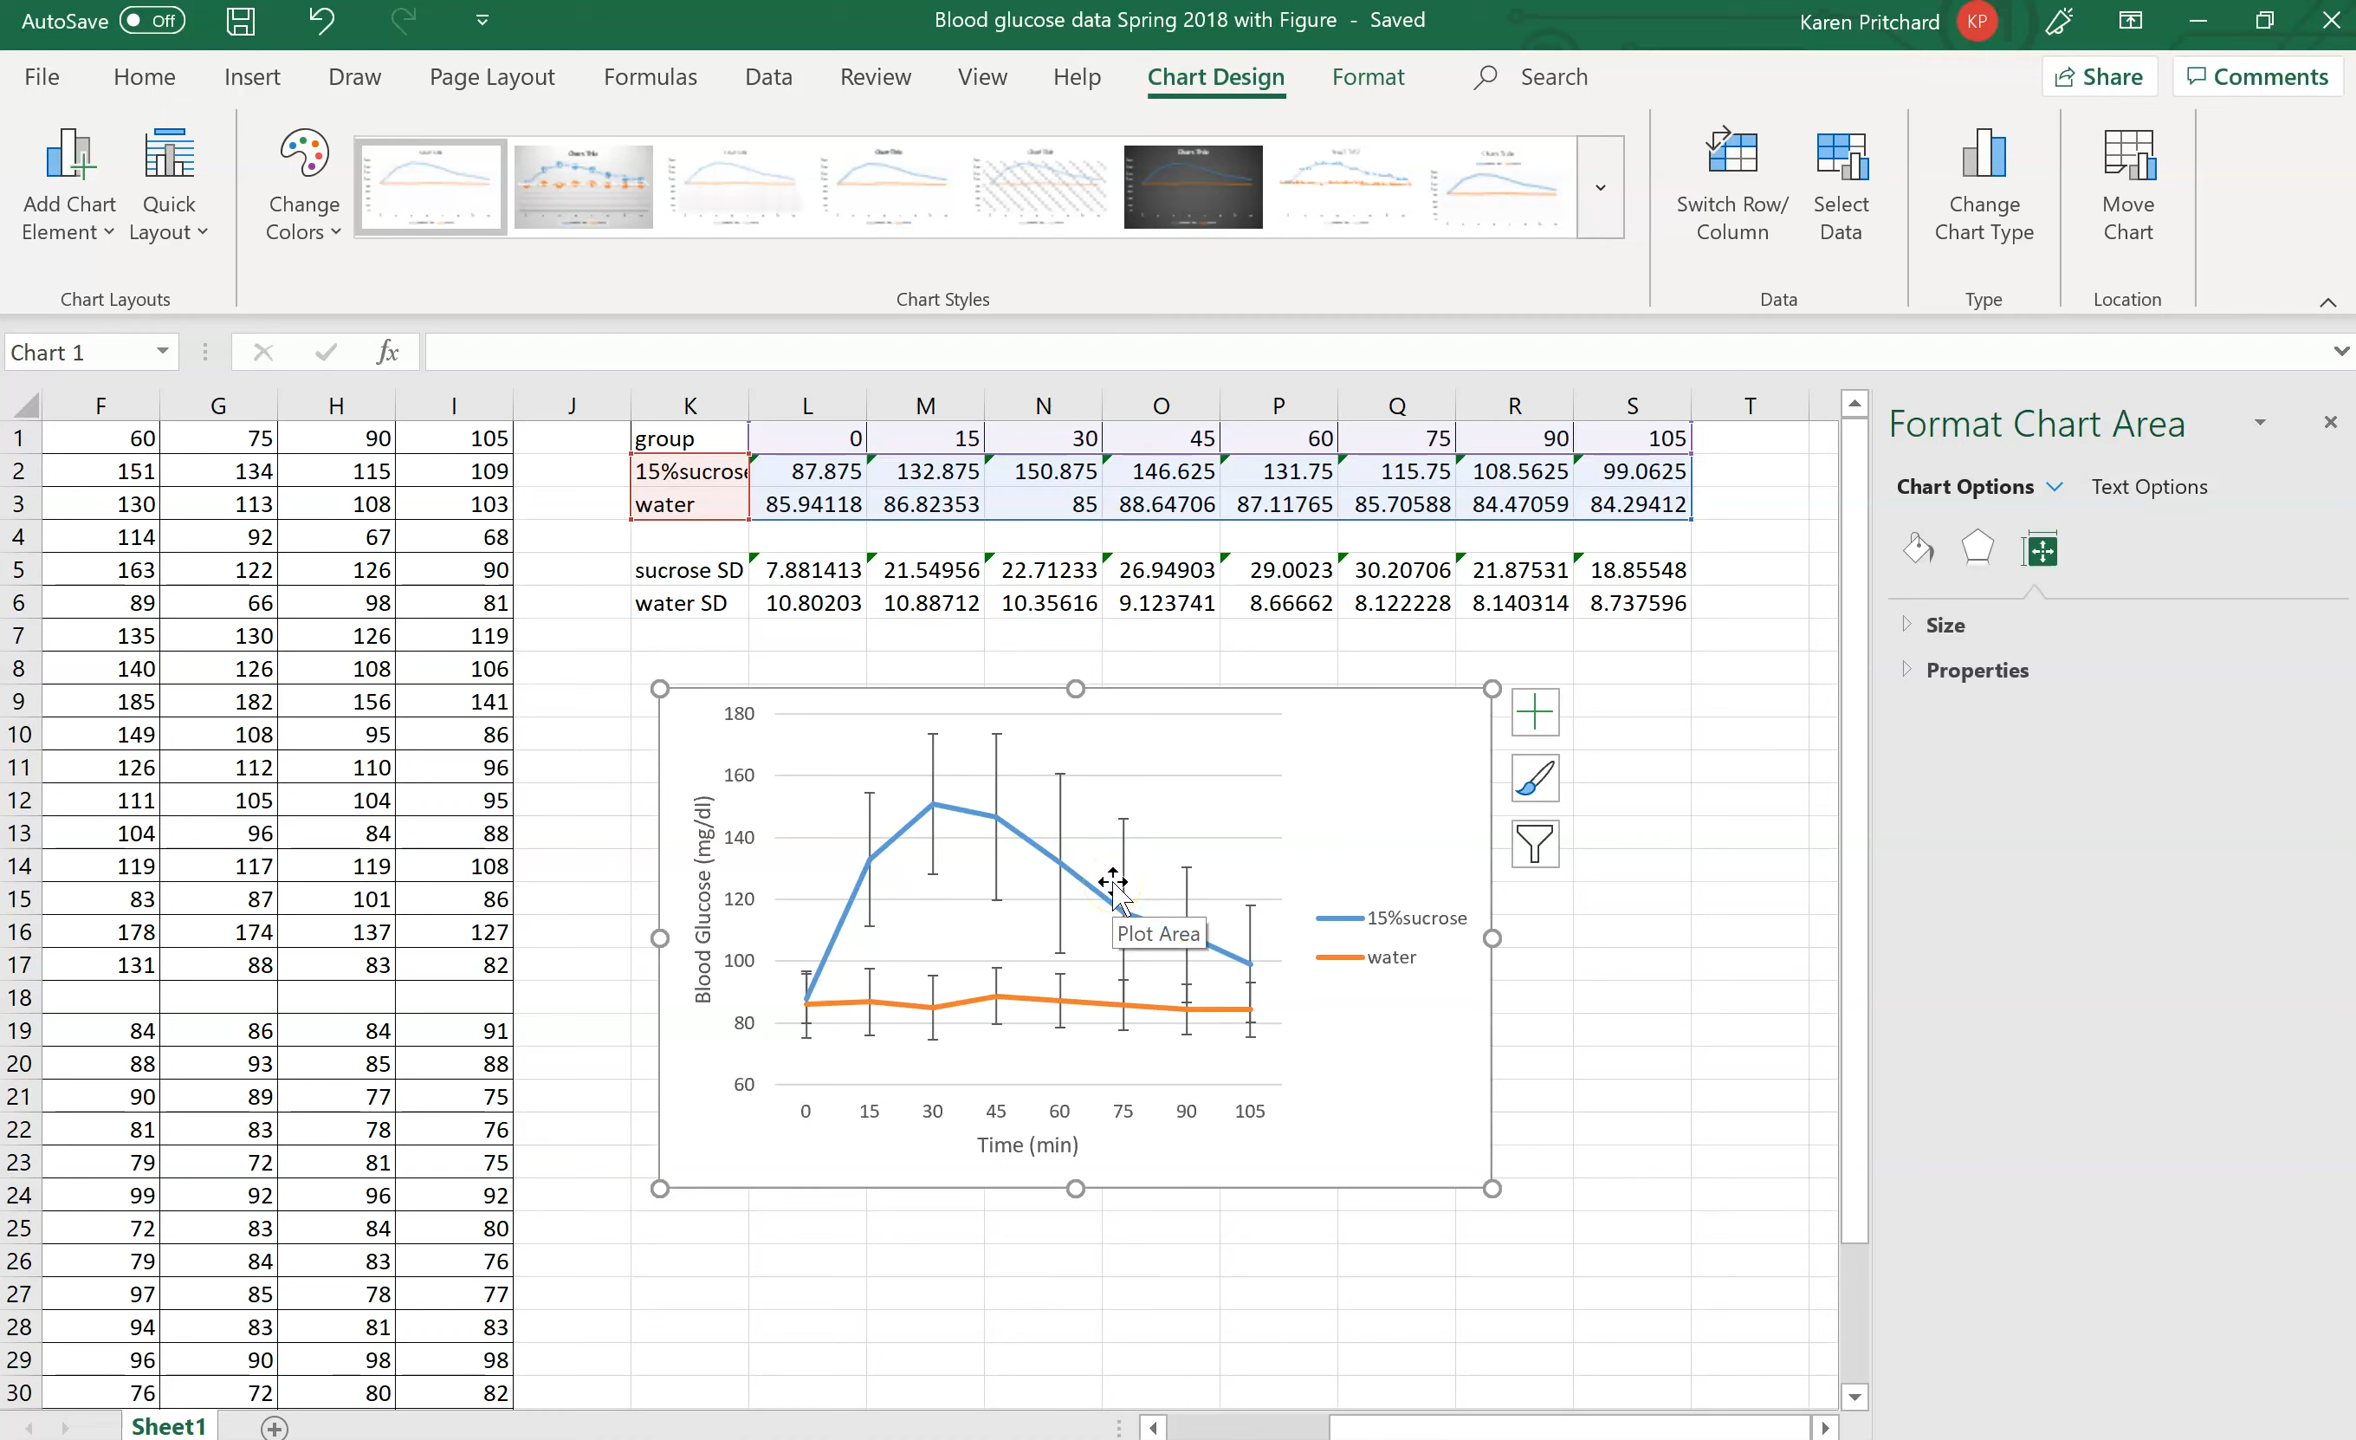 AutoSave Off
Blood glucose data Spring 2018 with Figure - Saved
Karen Pritchard KP
File Home Insert Draw Page Layout Formulas Data Review View Help Chart Design Format Search Share Comments
Add Chart Element
Quick Layout
Change Colors
Switch Row/ Column
Select Data
Change Chart Type
Move Chart
Chart Layouts Chart Styles Data Type Location
Chart 1 fx
F G H I J K L M N O P Q R S T
1 60 75 90 105 group 0 15 30 45 60 75 90 105
2 151 134 115 109 15%sucrose 87.875 132.875 150.875 146.625 131.75 115.75 108.5625 99.0625
3 130 113 108 103 water 85.94118 86.82353 85 88.64706 87.11765 85.70588 84.47059 84.29412
4 114 92 67 68
5 163 122 126 90 sucrose SD 7.881413 21.54956 22.71233 26.94903 29.0023 30.20706 21.87531 18.85548
6 89 66 98 81 water SD 10.80203 10.88712 10.35616 9.123741 8.66662 8.122228 8.140314 8.737596
7 135 130 126 119
8 140 126 108 106
9 185 182 156 141
10 149 108 95 86
11 126 112 110 96
12 111 105 104 95
13 104 96 84 88
14 119 117 119 108
15 83 87 101 86
16 178 174 137 127
17 131 88 83 82
18
19 84 86 84 91
20 88 93 85 88
21 90 89 77 75
22 81 83 78 76
23 79 72 81 75
24 99 92 96 92
25 72 83 84 80
26 79 84 83 76
27 97 85 78 77
28 94 83 81 83
29 96 90 98 98
30 76 72 80 82
180
160
140
120
100
80
60
Blood Glucose (mg/dl)
0 15 30 45 60 75 90 105
Time (min)
Plot Area
15%sucrose
water
Format Chart Area
Chart Options Text Options
Size
Properties
Sheet1